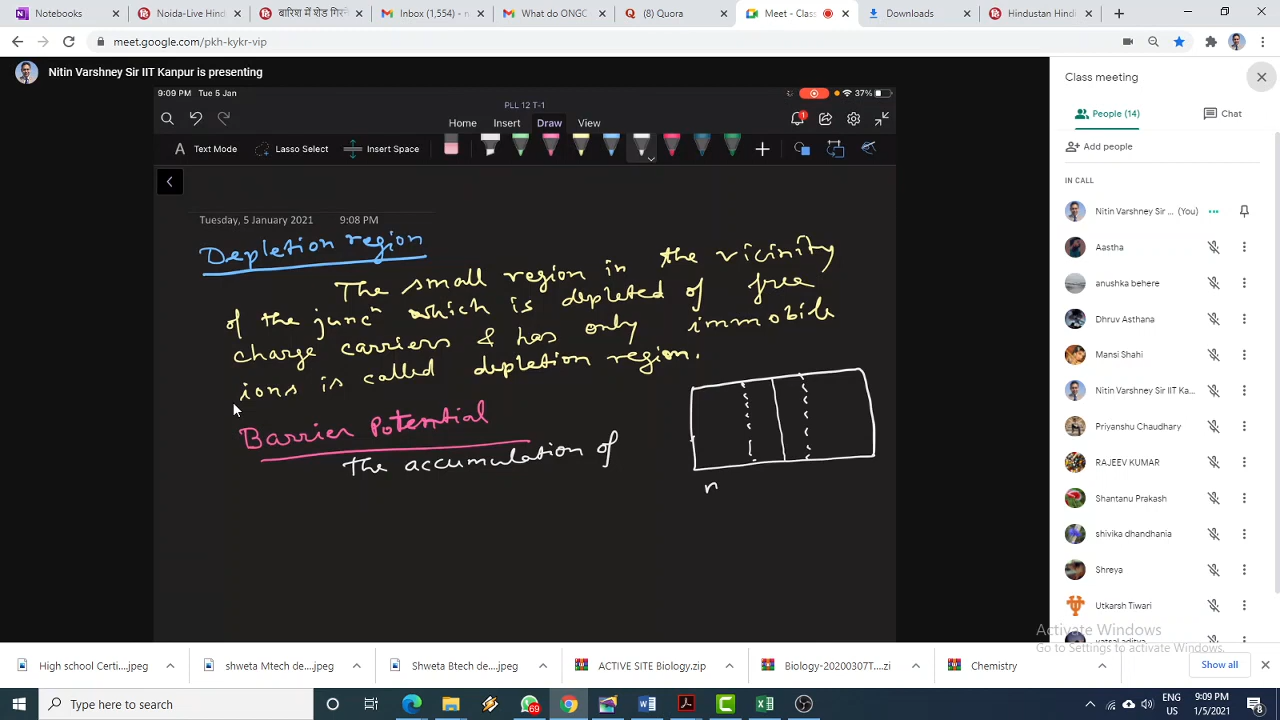 Notebooks
Noida-Live Hindi
बारिश में छोड़
Inbox (1,554) - n
What do ONGC
(8) Quora
Meet - Class
Downloads
Hindustan Hindi
meet.google.com/pkh-kykr-vip
Nitin Varshney Sir IIT Kanpur is presenting
9:09 PM Tue 5 Jan
37%
PLL 12 T-1
Home Insert Draw View
1
A Text Mode
Lasso Select
Insert Space
Tuesday, 5 January 2021 9:08 PM
Depletion region
The small region in the vicinity
of the juncⁿ which is depleted of free
charge carriers & has only immobile
ions is called depletion region.
Barrier Potential
The accumulation of
n
Class meeting
People (14)
Chat
Add people
IN CALL
Nitin Varshney Sir ... (You)
Aastha
anushka behere
Dhruv Asthana
Mansi Shahi
Nitin Varshney Sir IIT Ka...
Priyanshu Chaudhary
RAJEEV KUMAR
Shantanu Prakash
shivika dhandhania
Shreya
Utkarsh Tiwari
vatsal aditya
Activate Windows
Go to Settings to activate Windows.
High school Certi....jpeg
shweta Mtech de....jpeg
Shweta Btech de....jpeg
ACTIVE SITE Biology.zip
Biology-20200307T....zi
Chemistry
Show all
Type here to search
69
ENG
US
9:09 PM
1/5/2021
8